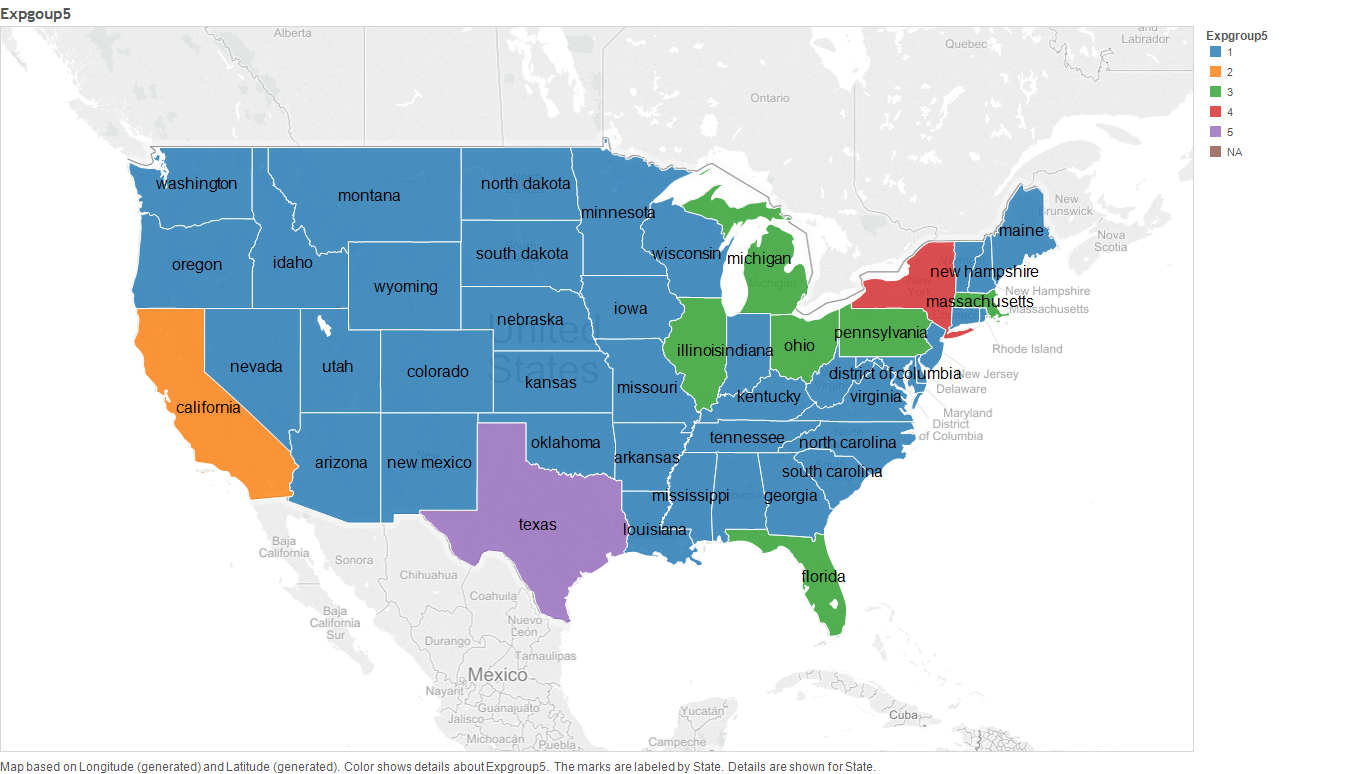 Expgoup5
Expgroup5
1
2
3
4
5
NA
Alberta
Quebec
and
Labrador
Ontario
washington
montana
north dakota
minnesota
oregon
idaho
wyoming
south dakota
wisconsin
michigan
Michigan
maine
New
Brunswick
Nova
Scotia
new hampshire
New Hampshire
massachusetts
Massachusetts
New
York
Rhode Island
iowa
nebraska
United
States
nevada
utah
colorado
kansas
missouri
illinois
indiana
ohio
pennsylvania
california
kentucky
district of columbia
virginia
New Jersey
Delaware
Maryland
District
of Columbia
arizona
new mexico
oklahoma
arkansas
tennessee
north carolina
south carolina
mississippi
georgia
texas
louisiana
florida
Baja
California
Sonora
Chihuahua
Coahuila
Baja
California
Sur
Nuevo
León
Durango
Tamaulipas
Mexico
Nayarit
Guanajuato
Jalisco
Michoacán
Puebla
Yucatán
Campeche
Cuba
Map based on Longitude (generated) and Latitude (generated). Color shows details about Expgroup5. The marks are labeled by State. Details are shown for State.